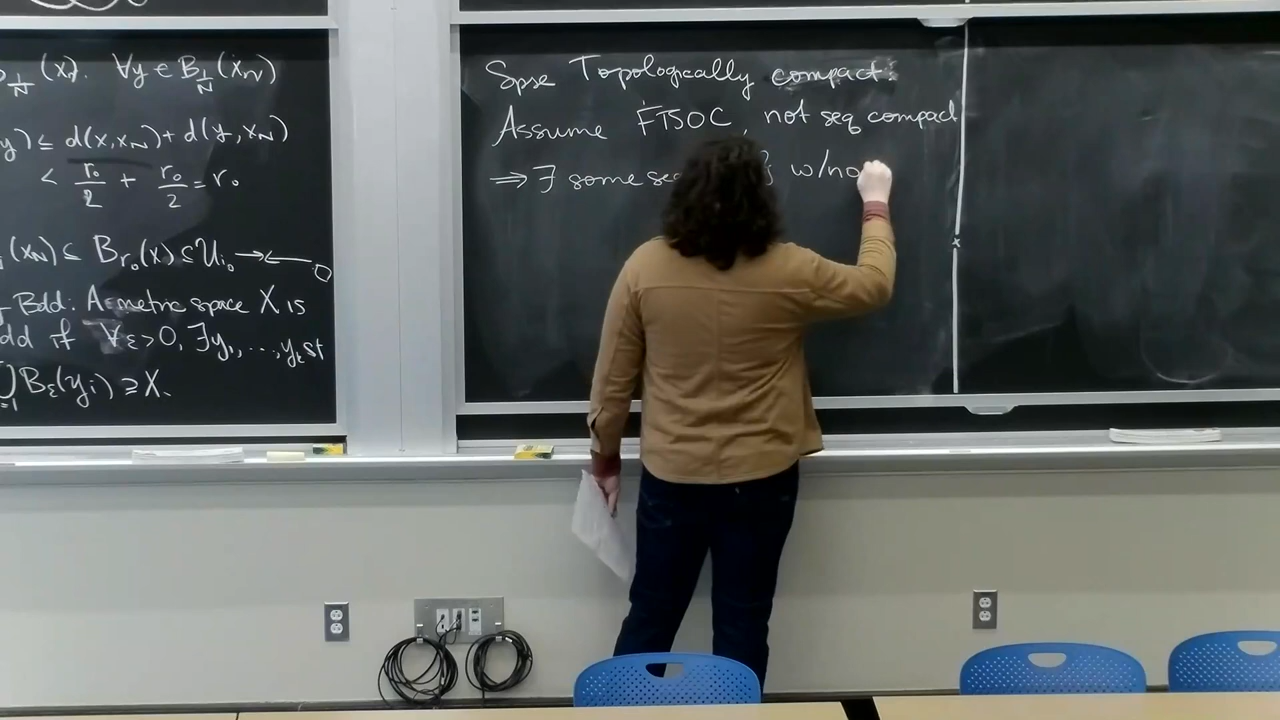 (x). ∀y ∈ B_{1/N}(x_N)
y) ≤ d(x,x_N) + d(y,x_N)
< r₀/2 + r₀/2 = r₀
(x_N) ⊆ B_{r₀}(x) ⊆ U_{i₀} →←
Bdd: A metric space X is
dd if ∀ε>0, ∃y₁,...,y_t st
B_ε(y_i) ⊇ X.
Spse Topologically compact.
Assume FTSOC, not seq compact
⇒ ∃ some se } w/no